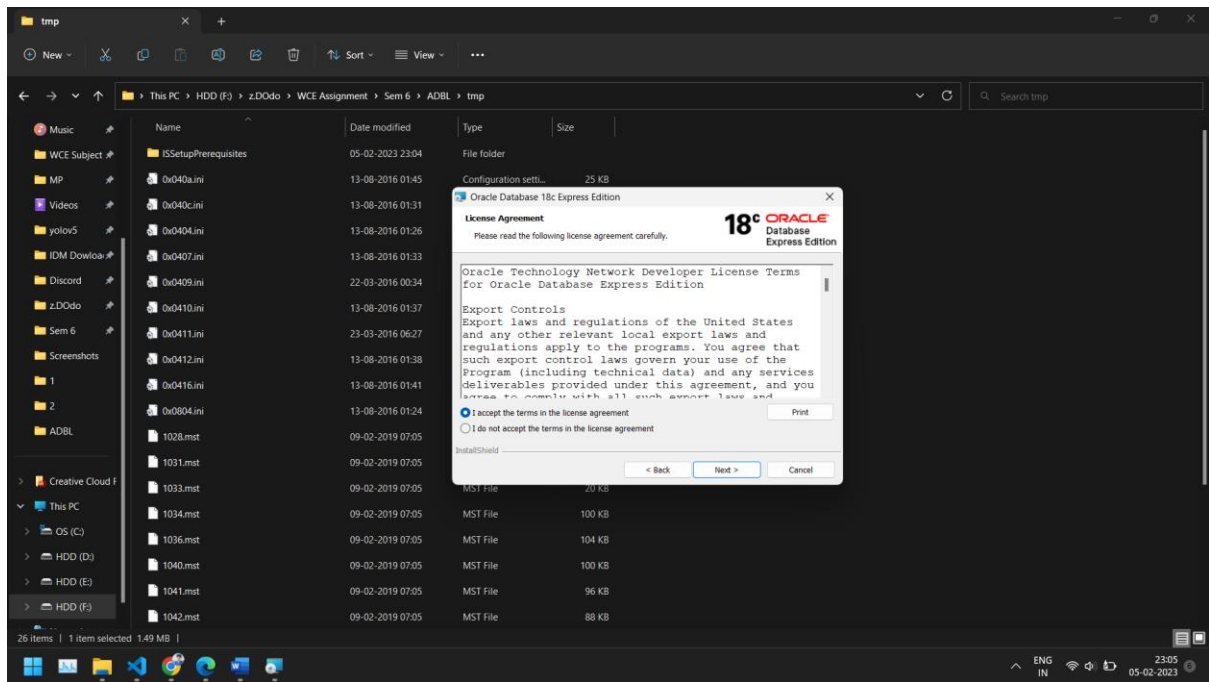 tmp
New
Sort
View
This PC > HDD (F:) > z.DOdo > WCE Assignment > Sem 6 > ADBL > tmp
Search tmp
Name Date modified Type Size
Music
WCE Subject
MP
Videos
yolov5
IDM Dowloa
Discord
z.DOdo
Sem 6
Screenshots
1
2
ADBL
Creative Cloud F
This PC
OS (C:)
HDD (D:)
HDD (E:)
HDD (F:)
ISSetupPrerequisites 05-02-2023 23:04 File folder
0x040a.ini 13-08-2016 01:45 Configuration setti... 25 KB
0x040c.ini 13-08-2016 01:31
0x0404.ini 13-08-2016 01:26
0x0407.ini 13-08-2016 01:33
0x0409.ini 22-03-2016 00:34
0x0410.ini 13-08-2016 01:37
0x0411.ini 23-03-2016 06:27
0x0412.ini 13-08-2016 01:38
0x0416.ini 13-08-2016 01:41
0x0804.ini 13-08-2016 01:24
1028.mst 09-02-2019 07:05
1031.mst 09-02-2019 07:05
1033.mst 09-02-2019 07:05 MST File 20 KB
1034.mst 09-02-2019 07:05 MST File 100 KB
1036.mst 09-02-2019 07:05 MST File 104 KB
1040.mst 09-02-2019 07:05 MST File 100 KB
1041.mst 09-02-2019 07:05 MST File 96 KB
1042.mst 09-02-2019 07:05 MST File 88 KB
Oracle Database 18c Express Edition
License Agreement
Please read the following license agreement carefully.
18c ORACLE
Database
Express Edition
Oracle Technology Network Developer License Terms
for Oracle Database Express Edition
Export Controls
Export laws and regulations of the United States
and any other relevant local export laws and
regulations apply to the programs. You agree that
such export control laws govern your use of the
Program (including technical data) and any services
deliverables provided under this agreement, and you
agree to comply with all such export laws and
I accept the terms in the license agreement
Print
I do not accept the terms in the license agreement
InstallShield
< Back Next > Cancel
26 items | 1 item selected 1.49 MB |
ENG
IN
23:05
05-02-2023
6